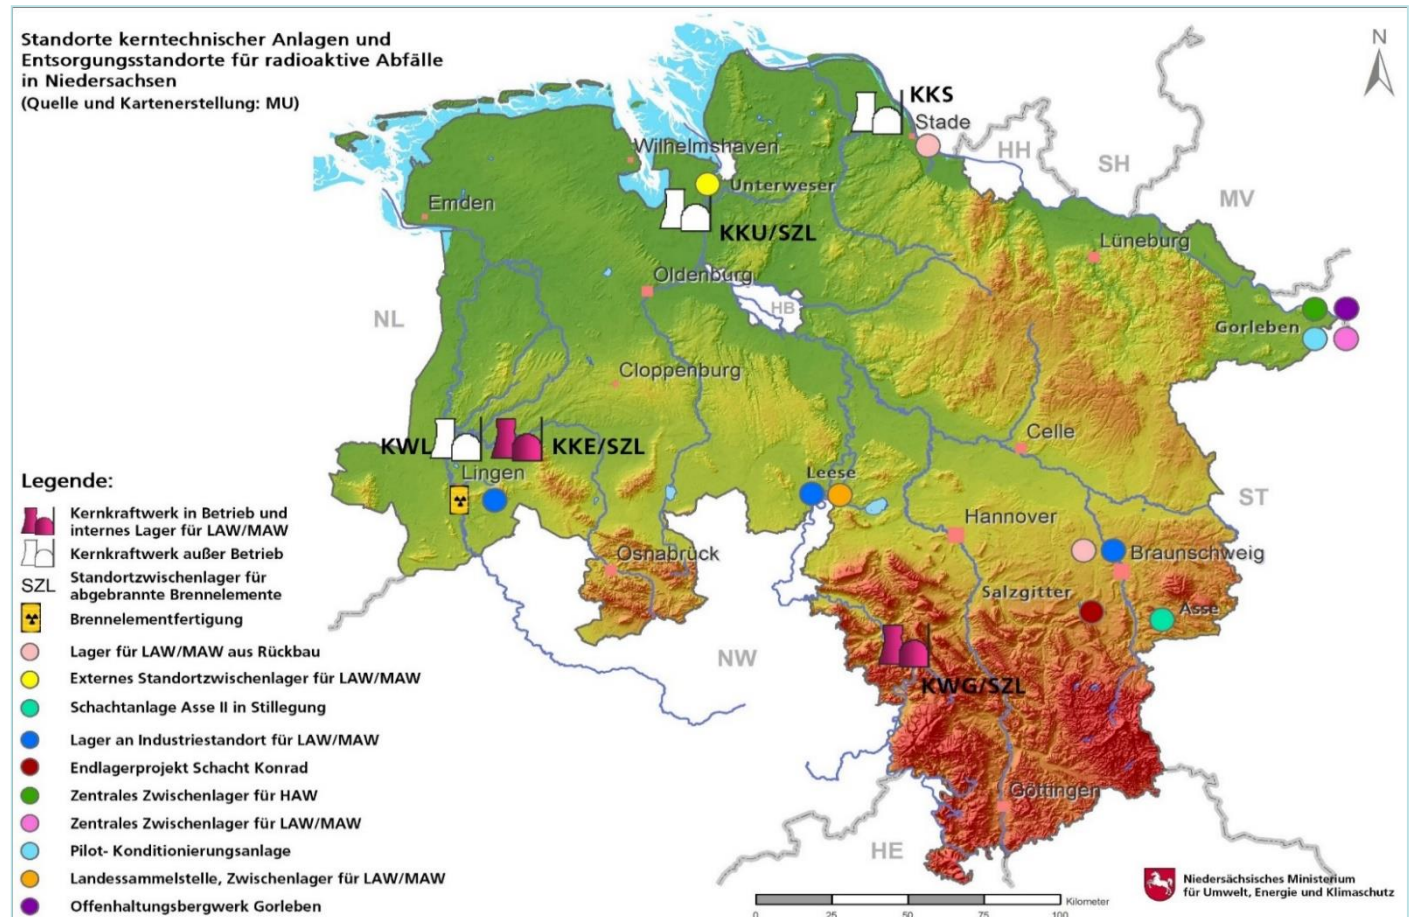 Standorte kerntechnischer Anlagen und
Entsorgungsstandorte für radioaktive Abfälle
in Niedersachsen
(Quelle und Kartenerstellung: MU)
N
KKS
Stade
HH
SH
MV
Wilhelmshaven
Unterweser
Emden
KKU/SZL
Lüneburg
Oldenburg
HB
NL
Gorleben
Cloppenburg
KWL
KKE/SZL
Celle
Lingen
Leese
ST
Hannover
Osnabrück
Braunschweig
Salzgitter
Asse
NW
KWG/SZL
Göttingen
HE
Legende:
Kernkraftwerk in Betrieb und
internes Lager für LAW/MAW
Kernkraftwerk außer Betrieb
SZL Standortzwischenlager für
abgebrannte Brennelemente
Brennelementfertigung
Lager für LAW/MAW aus Rückbau
Externes Standortzwischenlager für LAW/MAW
Schachtanlage Asse II in Stillegung
Lager an Industriestandort für LAW/MAW
Endlagerprojekt Schacht Konrad
Zentrales Zwischenlager für HAW
Zentrales Zwischenlager für LAW/MAW
Pilot- Konditionierungsanlage
Landessammelstelle, Zwischenlager für LAW/MAW
Offenhaltungsbergwerk Gorleben
Kilometer
0 25 50 75 100
Niedersächsisches Ministerium
für Umwelt, Energie und Klimaschutz